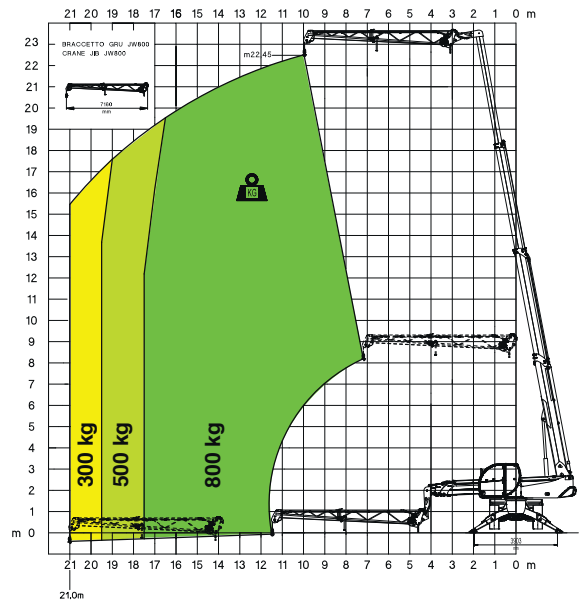 21 20 19 18 17 16 15 14 13 12 11 10 9 8 7 6 5 4 3 2 1 0 m
23
BRACCETTO GRU JW800
CRANE JIB JW800
m22,45
22
21
7160
mm
20
19
18
17
16
KG
15
14
13
12
11
10
9
8
7
6
5
4
3
2
1
m 0
300 kg
500 kg
800 kg
3903
mm
21 20 19 18 17 16 15 14 13 12 11 10 9 8 7 6 5 4 3 2 1 0 m
21,0m